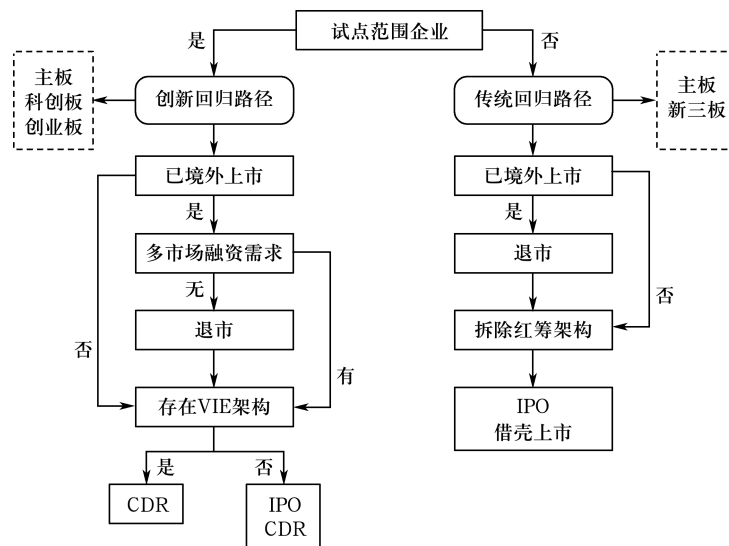 试点范围企业
是
否
主板
科创板
创业板
创新回归路径
传统回归路径
主板
新三板
已境外上市
已境外上市
是
是
多市场融资需求
退市
无
否
退市
拆除红筹架构
否
有
存在VIE架构
IPO
借壳上市
是
否
CDR
IPO
CDR